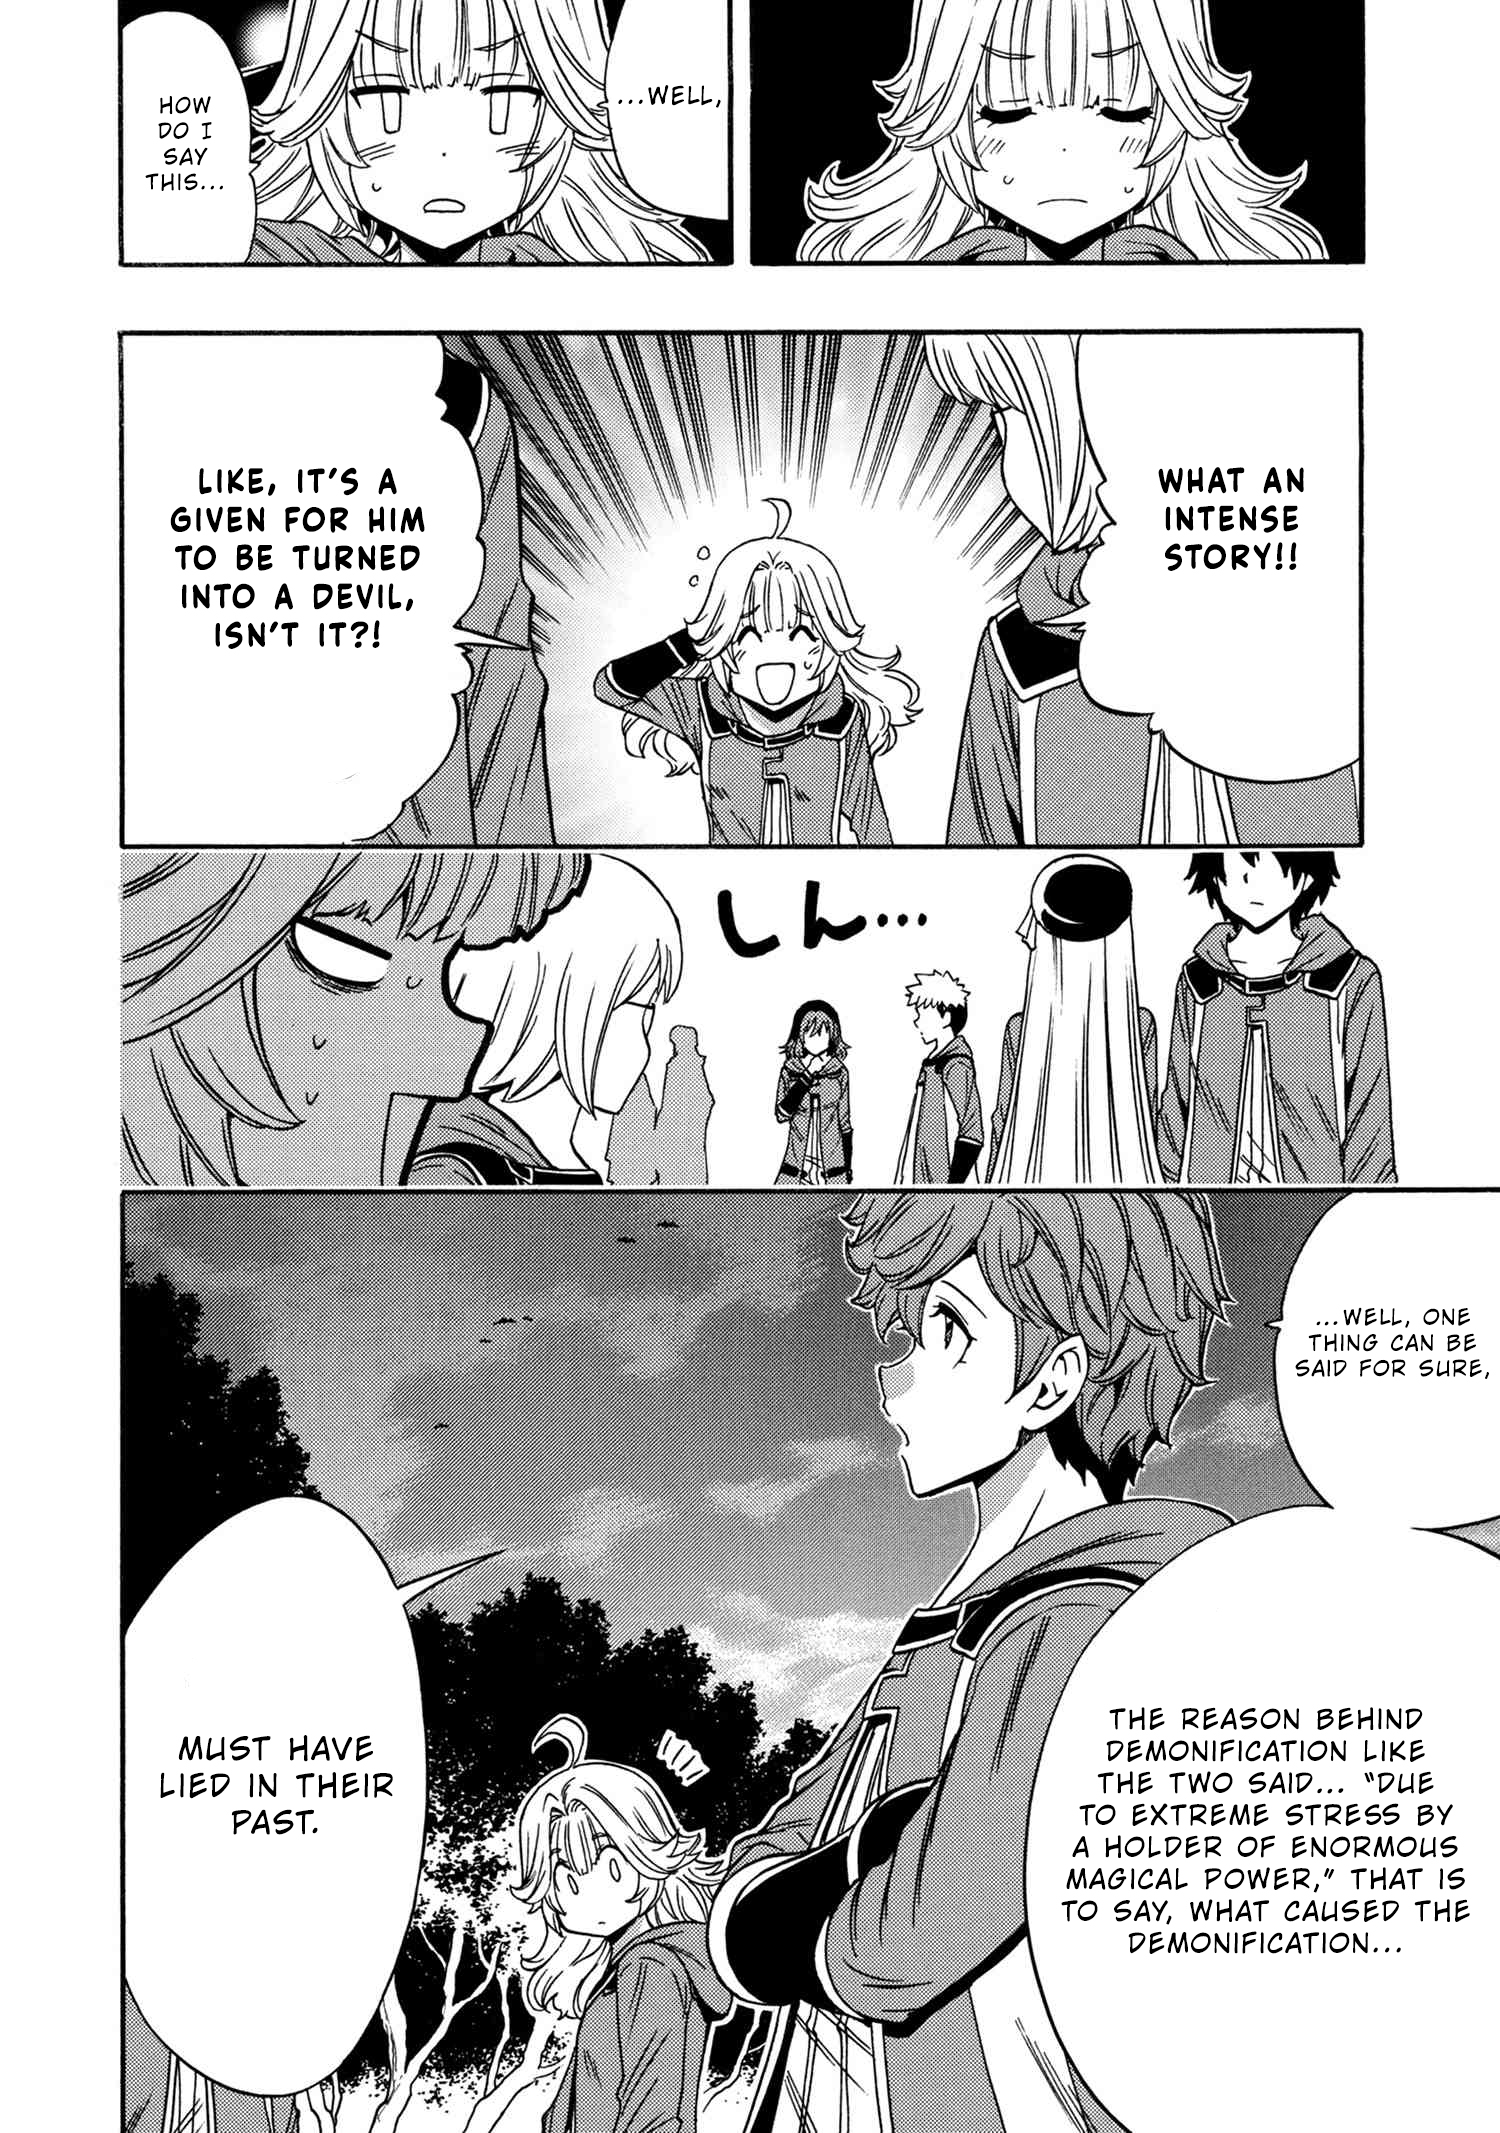 ...WELL,
HOW
DO I
SAY
THIS...
WHAT AN
INTENSE
STORY!!
LIKE, IT'S A
GIVEN FOR HIM
TO BE TURNED
INTO A DEVIL,
ISN'T IT?!
しん…
...WELL, ONE
THING CAN BE
SAID FOR SURE,
THE REASON BEHIND
DEMONIFICATION LIKE
THE TWO SAID... "DUE
TO EXTREME STRESS BY
A HOLDER OF ENORMOUS
MAGICAL POWER," THAT IS
TO SAY, WHAT CAUSED THE
DEMONIFICATION...
MUST HAVE
LIED IN THEIR
PAST.